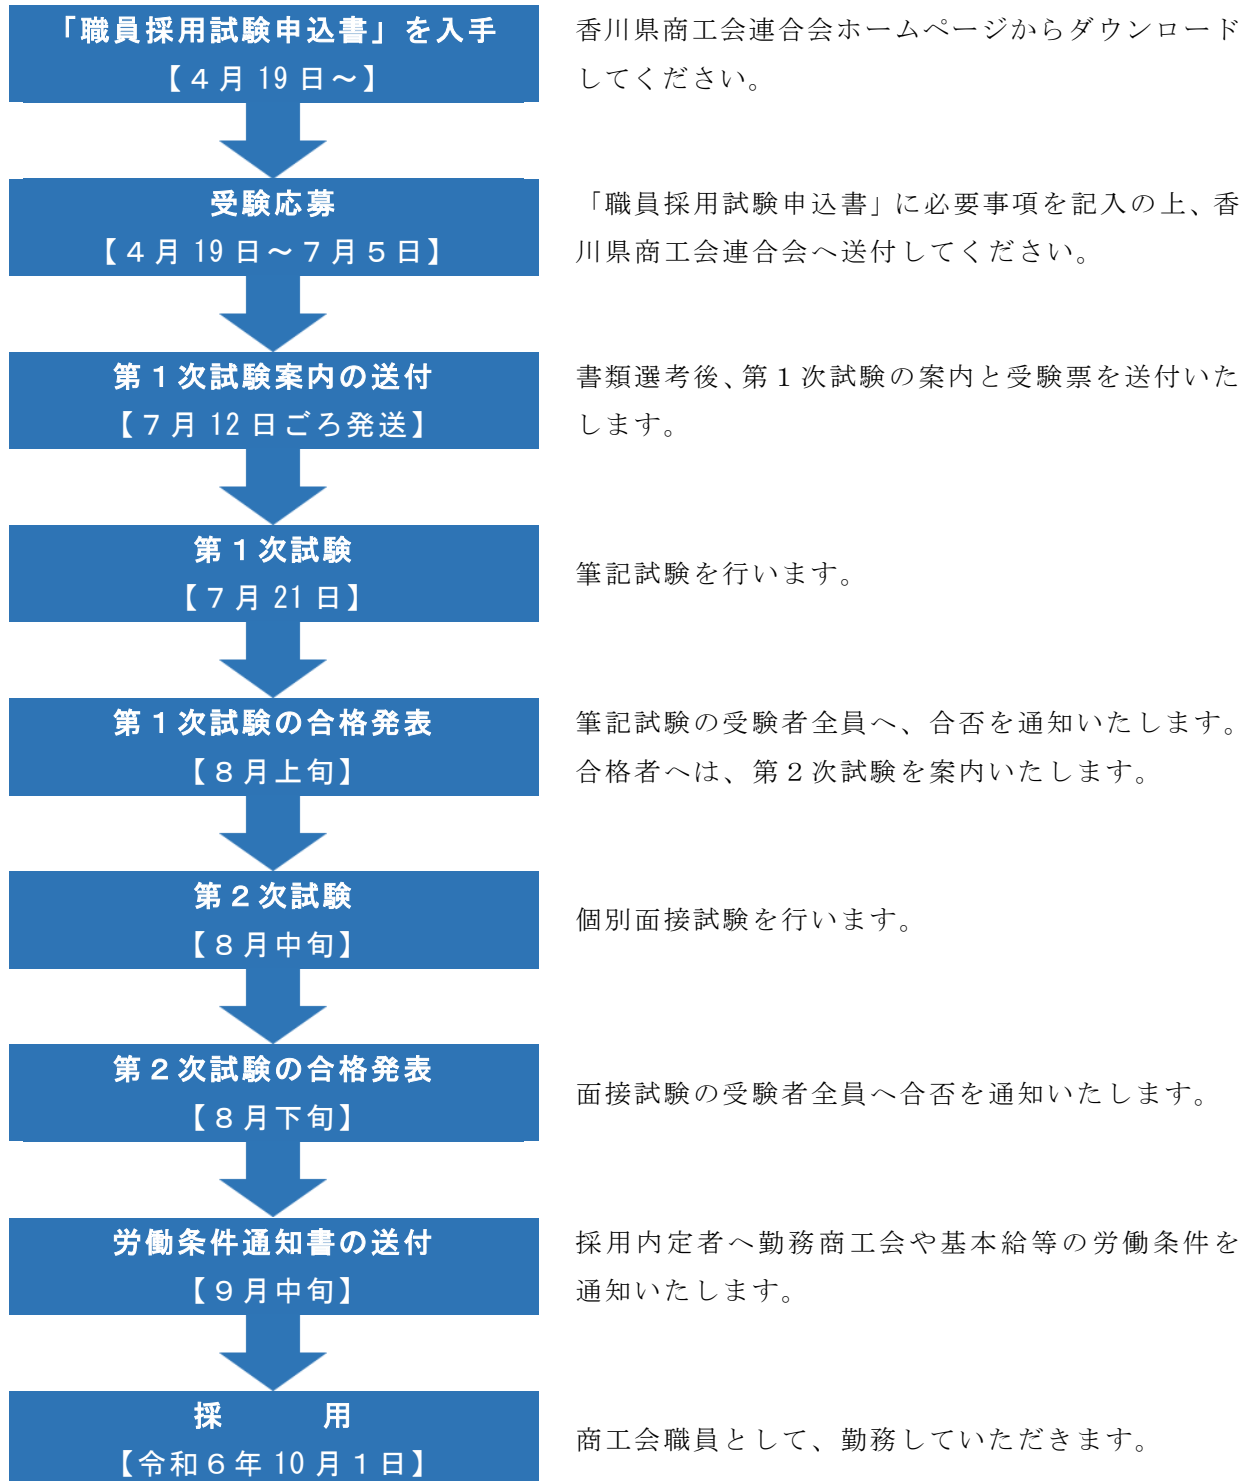 「職員採用試験申込書」を入手
【４月19日～】
香川県商工会連合会ホームページからダウンロード
してください。
受験応募
【４月19日～７月５日】
「職員採用試験申込書」に必要事項を記入の上、香
川県商工会連合会へ送付してください。
第１次試験案内の送付
【７月12日ごろ発送】
書類選考後、第１次試験の案内と受験票を送付いた
します。
第１次試験
【７月21日】
筆記試験を行います。
第１次試験の合格発表
【８月上旬】
筆記試験の受験者全員へ、合否を通知いたします。
合格者へは、第２次試験を案内いたします。
第２次試験
【８月中旬】
個別面接試験を行います。
第２次試験の合格発表
【８月下旬】
面接試験の受験者全員へ合否を通知いたします。
労働条件通知書の送付
【９月中旬】
採用内定者へ勤務商工会や基本給等の労働条件を
通知いたします。
採　　　用
【令和６年10月１日】
商工会職員として、勤務していただきます。